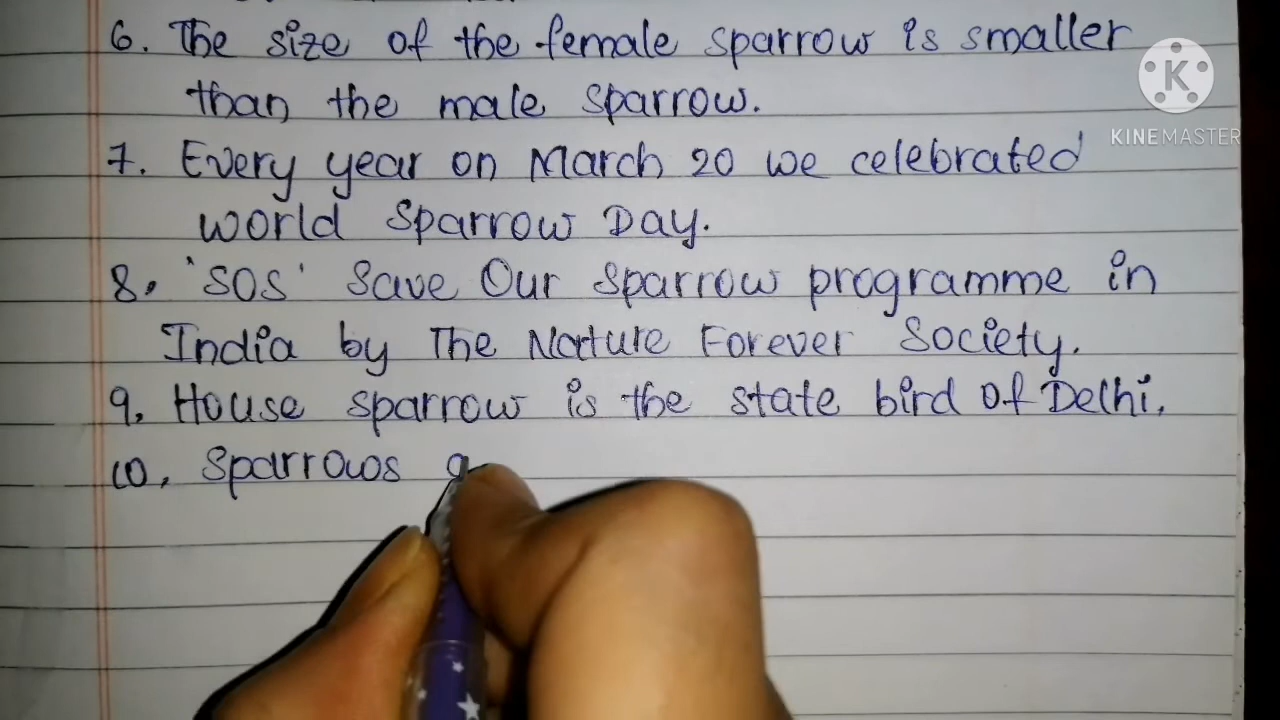 6. The size of the female sparrow is smaller
than the male sparrow.
7. Every year on March 20 we celebrated
world Sparrow Day.
8. 'SOS' Save Our Sparrow programme in
India by The Nature Forever Society.
9. House sparrow is the state bird of Delhi.
10. Sparrows
K
KINEMASTER